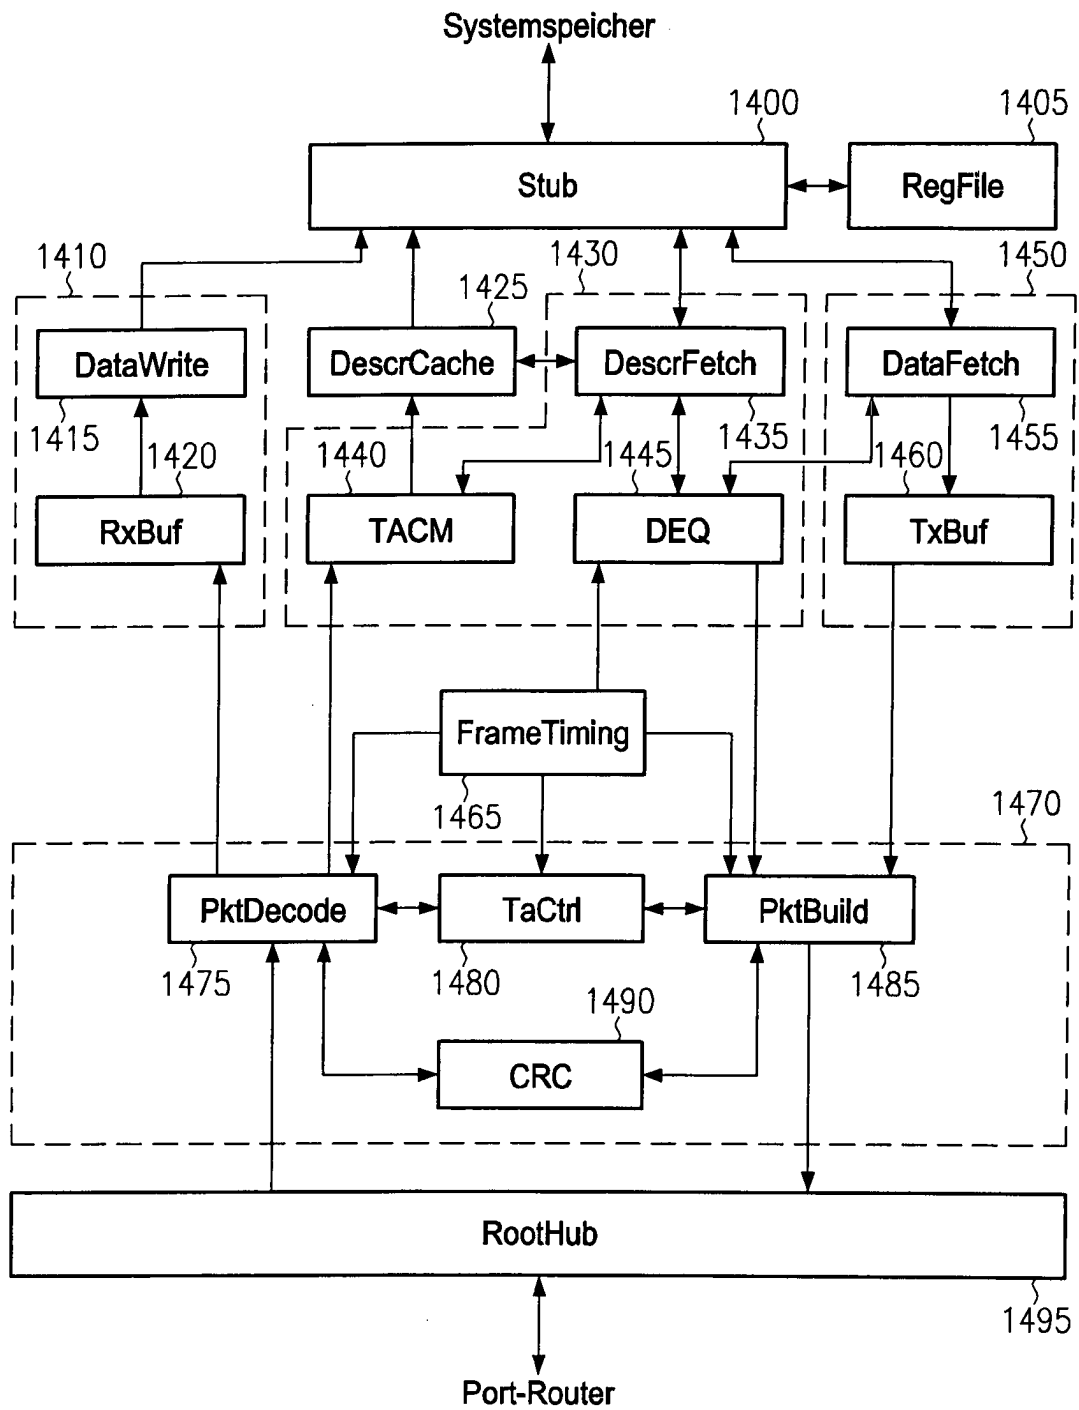 Systemspeicher
1400
1405
Stub
RegFile
1410
1430
1450
1425
DataWrite
DescrCache
DescrFetch
DataFetch
1415
1420
1440
1445
1435
1460
1455
RxBuf
TACM
DEQ
TxBuf
FrameTiming
1465
1470
PktDecode
TaCtrl
PktBuild
1475
1480
1485
1490
CRC
RootHub
1495
Port-Router